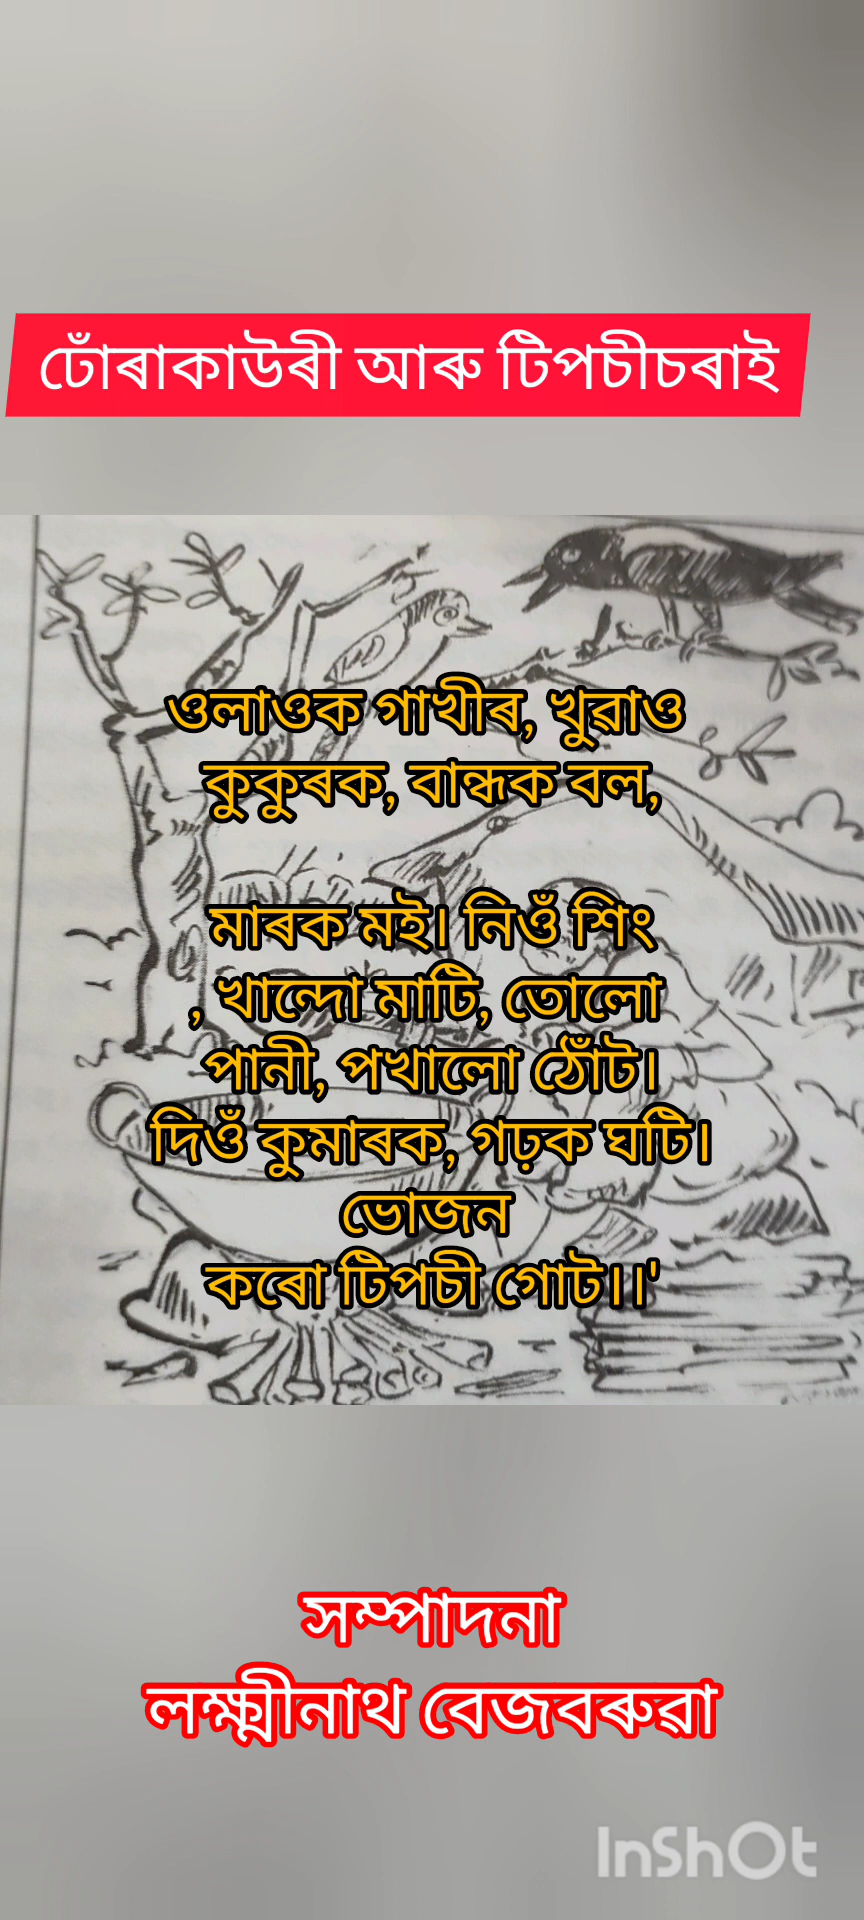 ঢোঁৰাকাউৰী আৰু টিপচীচৰাই
ওলাওক গাখীৰ, খুৱাও
কুকুৰক, বান্ধক বল,
মাৰক মই। নিওঁ শিং
, খান্দো মাটি, তোলো
পানী, পখালো ঠোঁট।
দিওঁ কুমাৰক, গঢ়ক ঘটি।
ভোজন
কৰো টিপচী গোট।।'
সম্পাদনা
লক্ষ্মীনাথ বেজবৰুৱা
InShOt